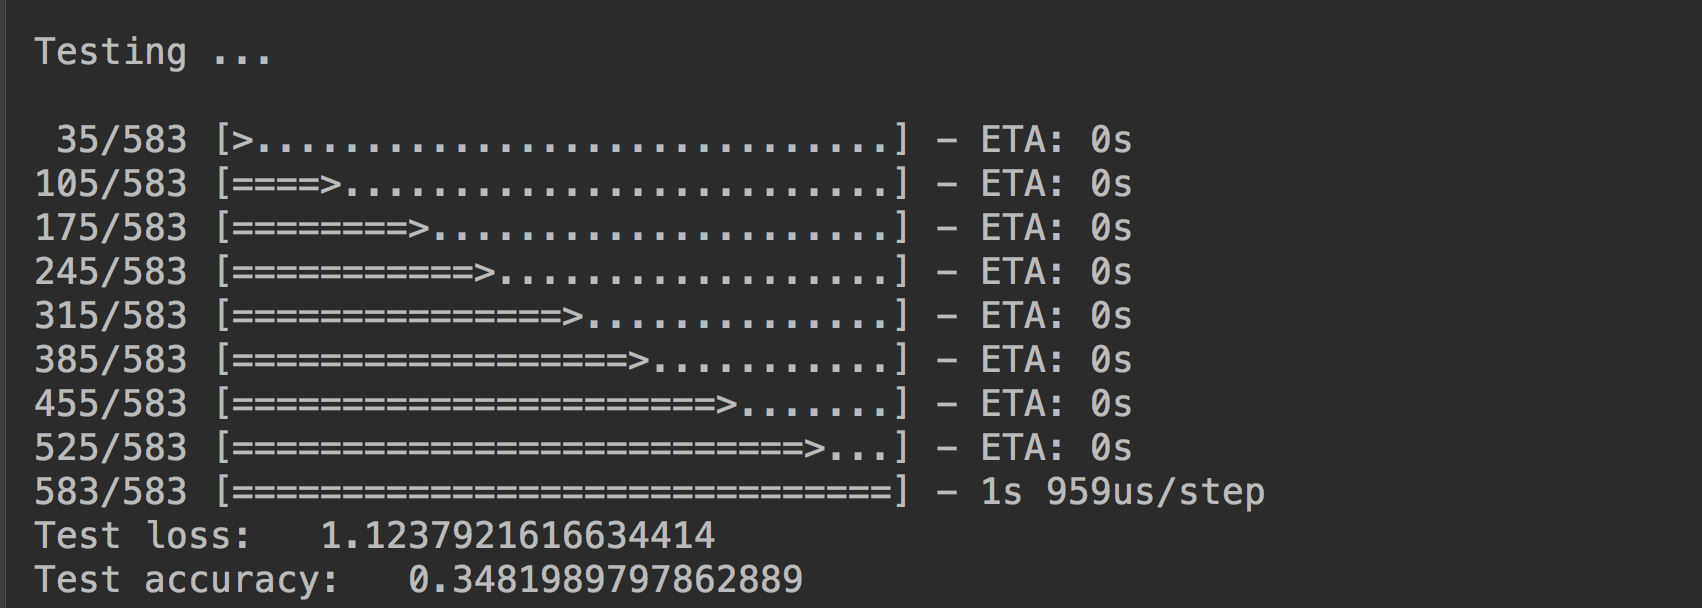 Testing ...
 35/583 [>.............................] - ETA: 0s
105/583 [====>.........................] - ETA: 0s
175/583 [========>.....................] - ETA: 0s
245/583 [===========>..................] - ETA: 0s
315/583 [===============>..............] - ETA: 0s
385/583 [==================>...........] - ETA: 0s
455/583 [======================>.......] - ETA: 0s
525/583 [==========================>...] - ETA: 0s
583/583 [==============================] - 1s 959us/step
Test loss:   1.1237921616634414
Test accuracy:   0.3481989797862889